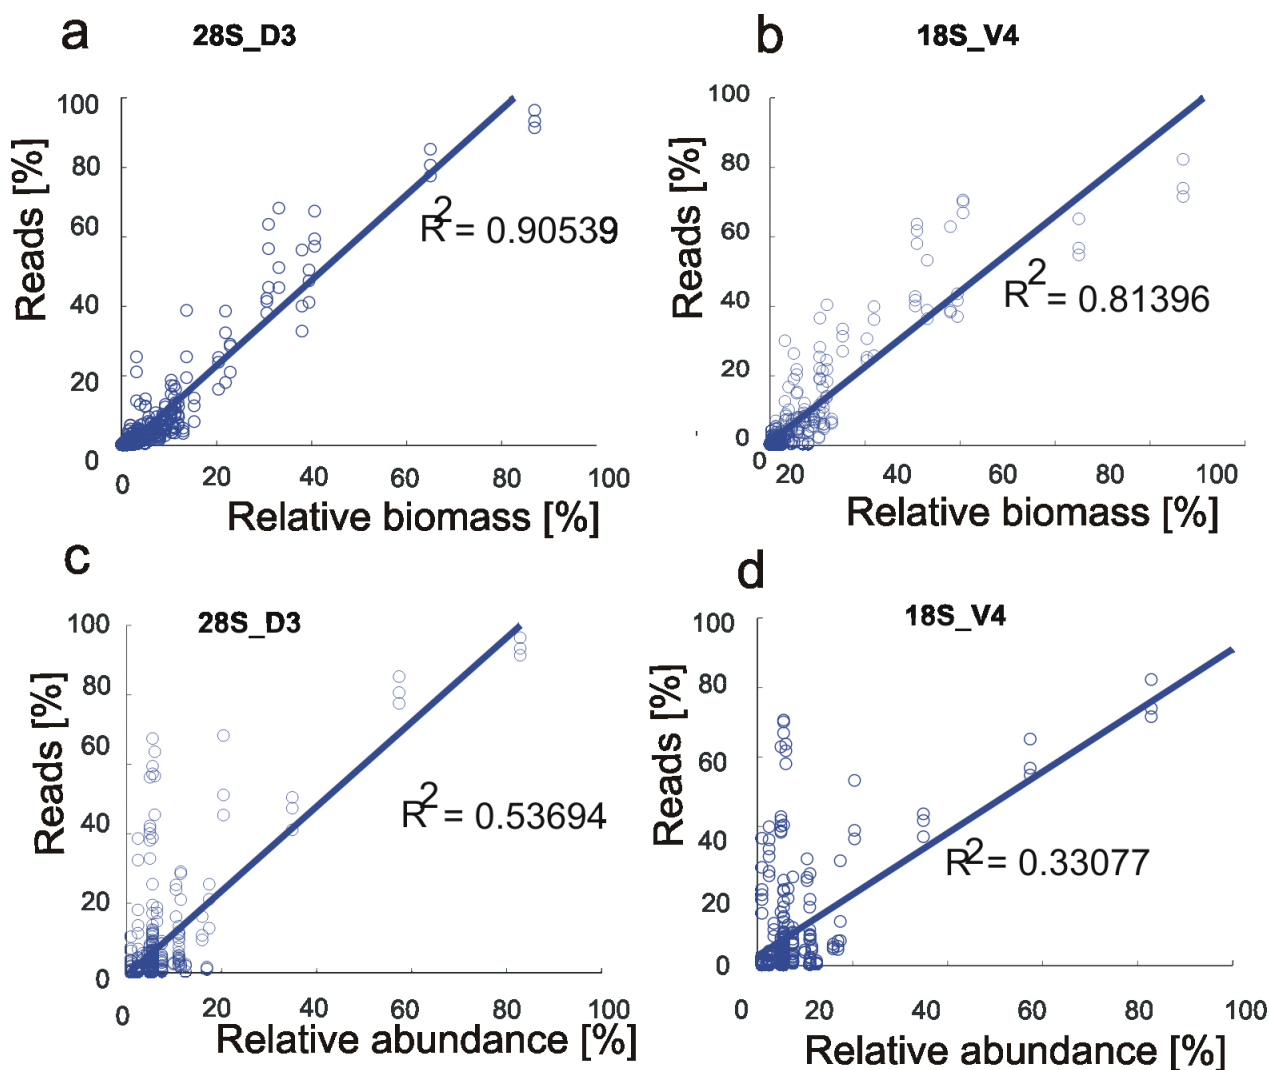 a
28S_D3
Reads [%]
100
80
60
40
20
0
R2 = 0.90539
0 20 40 60 80 100
Relative biomass [%]
b
18S_V4
Reads [%]
100
80
60
40
20
0
R2 = 0.81396
0 20 40 60 80 100
Relative biomass [%]
c
28S_D3
Reads [%]
100
80
60
40
20
0
R2 = 0.53694
0 20 40 60 80 100
Relative abundance [%]
d
18S_V4
Reads [%]
100
80
60
40
20
0
R2 = 0.33077
0 20 40 60 80 100
Relative abundance [%]